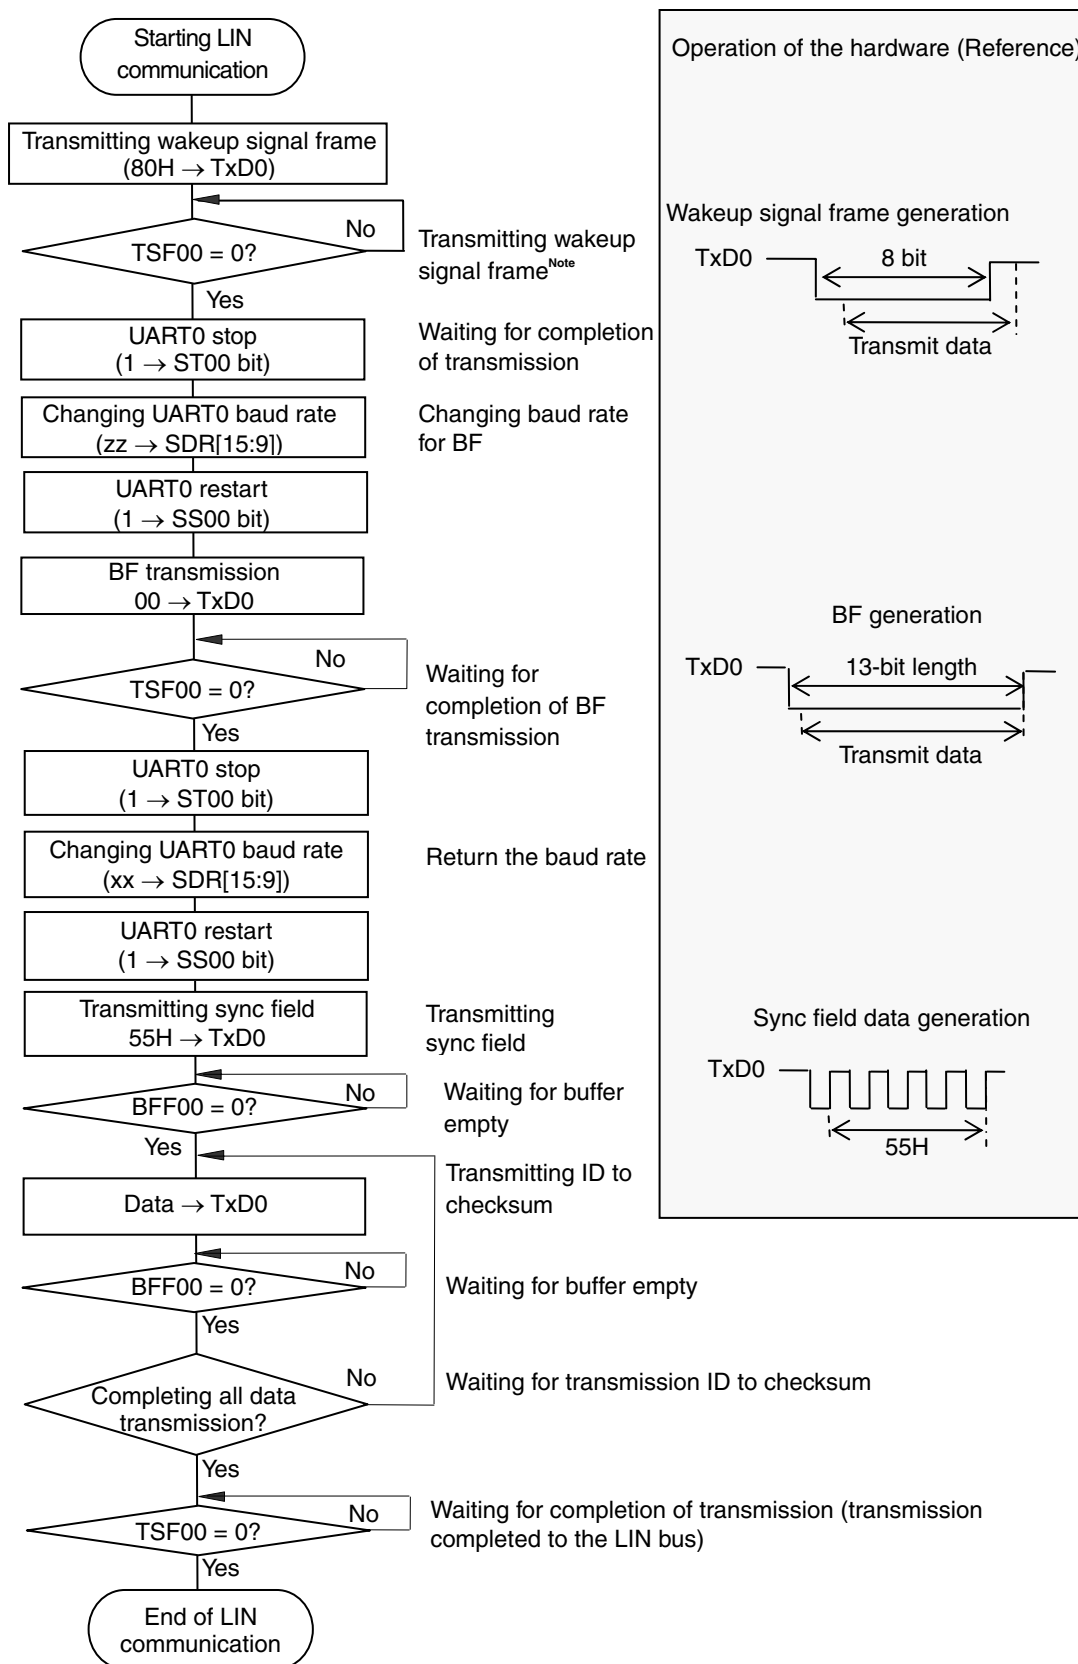 Starting LIN
communication
Transmitting wakeup signal frame
(80H → TxD0)
TSF00 = 0?
No
Yes
Transmitting wakeup
signal frameNote
UART0 stop
(1 → ST00 bit)
Waiting for completion
of transmission
Changing UART0 baud rate
(zz → SDR[15:9])
Changing baud rate
for BF
UART0 restart
(1 → SS00 bit)
BF transmission
00 → TxD0
TSF00 = 0?
No
Yes
Waiting for
completion of BF
transmission
UART0 stop
(1 → ST00 bit)
Changing UART0 baud rate
(xx → SDR[15:9])
Return the baud rate
UART0 restart
(1 → SS00 bit)
Transmitting sync field
55H → TxD0
Transmitting
sync field
BFF00 = 0?
No
Yes
Waiting for buffer
empty
Data → TxD0
Transmitting ID to
checksum
BFF00 = 0?
No
Yes
Waiting for buffer empty
Completing all data
transmission?
No
Yes
Waiting for transmission ID to checksum
TSF00 = 0?
No
Yes
Waiting for completion of transmission (transmission
completed to the LIN bus)
End of LIN
communication
Operation of the hardware (Reference)
Wakeup signal frame generation
TxD0
8 bit
Transmit data
BF generation
TxD0
13-bit length
Transmit data
Sync field data generation
TxD0
55H